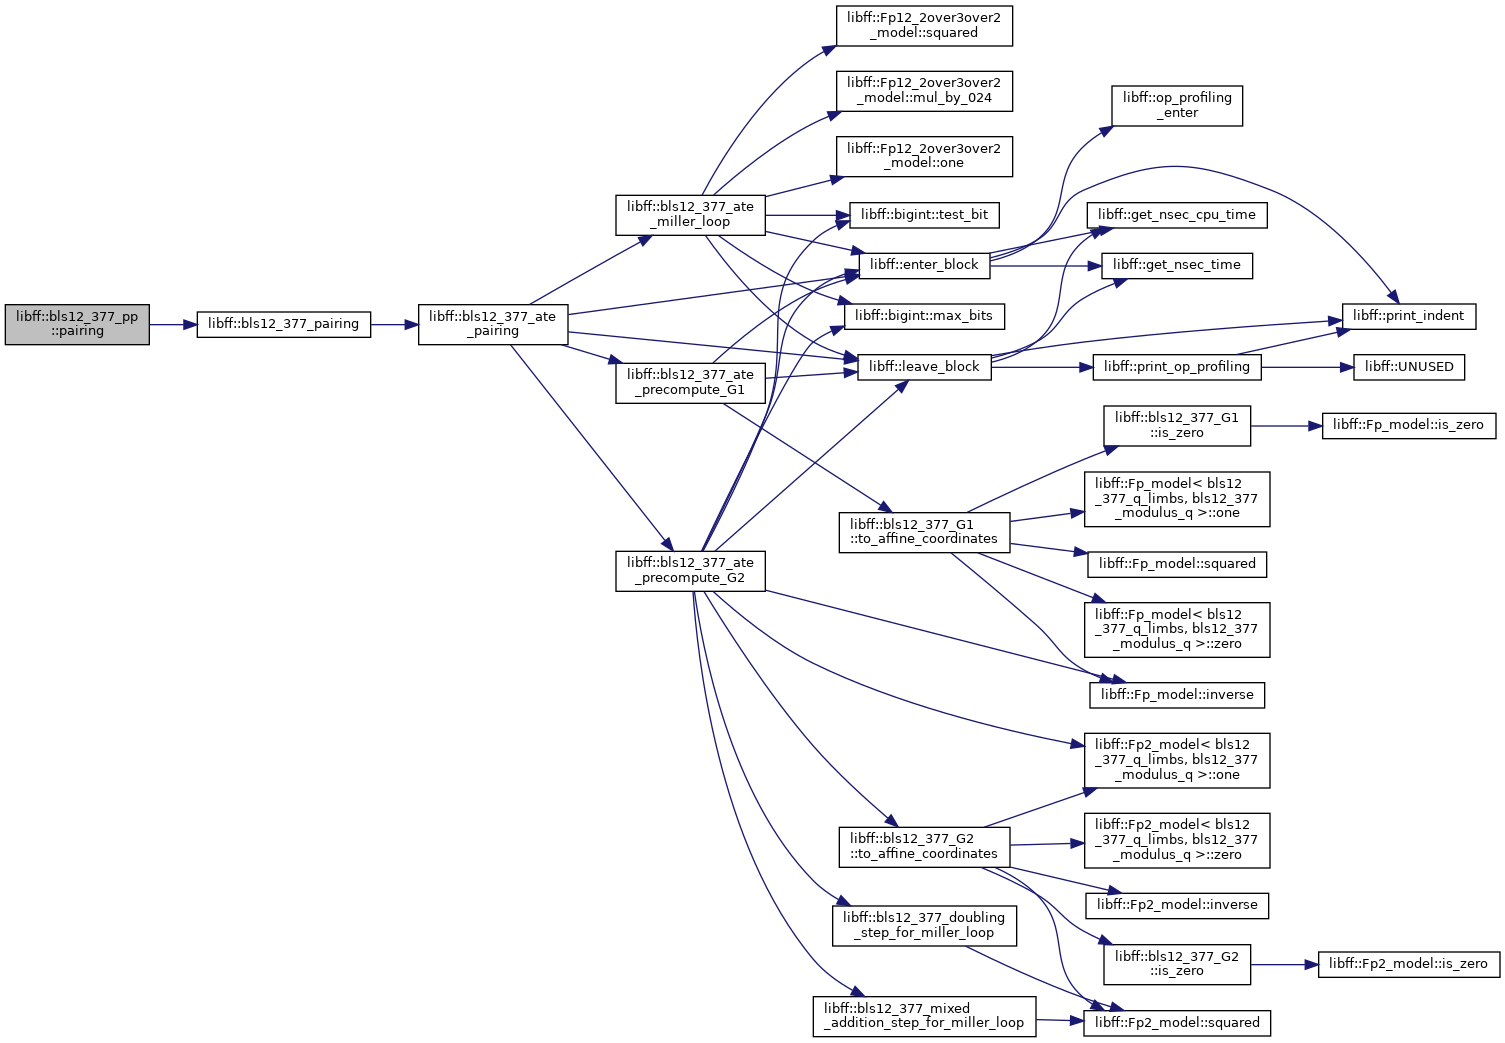 libff::bls12_377_pp
::pairing
libff::bls12_377_pairing
libff::bls12_377_ate
_pairing
libff::bls12_377_ate
_miller_loop
libff::bls12_377_ate
_precompute_G1
libff::bls12_377_ate
_precompute_G2
libff::Fp12_2over3over2
_model::squared
libff::Fp12_2over3over2
_model::mul_by_024
libff::Fp12_2over3over2
_model::one
libff::bigint::test_bit
libff::enter_block
libff::bigint::max_bits
libff::leave_block
libff::bls12_377_G1
::to_affine_coordinates
libff::bls12_377_G2
::to_affine_coordinates
libff::bls12_377_doubling
_step_for_miller_loop
libff::bls12_377_mixed
_addition_step_for_miller_loop
libff::op_profiling
_enter
libff::get_nsec_cpu_time
libff::get_nsec_time
libff::print_op_profiling
libff::bls12_377_G1
::is_zero
libff::Fp_model< bls12
_377_q_limbs, bls12_377
_modulus_q >::one
libff::Fp_model::squared
libff::Fp_model< bls12
_377_q_limbs, bls12_377
_modulus_q >::zero
libff::Fp_model::inverse
libff::Fp2_model< bls12
_377_q_limbs, bls12_377
_modulus_q >::one
libff::Fp2_model< bls12
_377_q_limbs, bls12_377
_modulus_q >::zero
libff::Fp2_model::inverse
libff::bls12_377_G2
::is_zero
libff::Fp2_model::squared
libff::print_indent
libff::UNUSED
libff::Fp_model::is_zero
libff::Fp2_model::is_zero